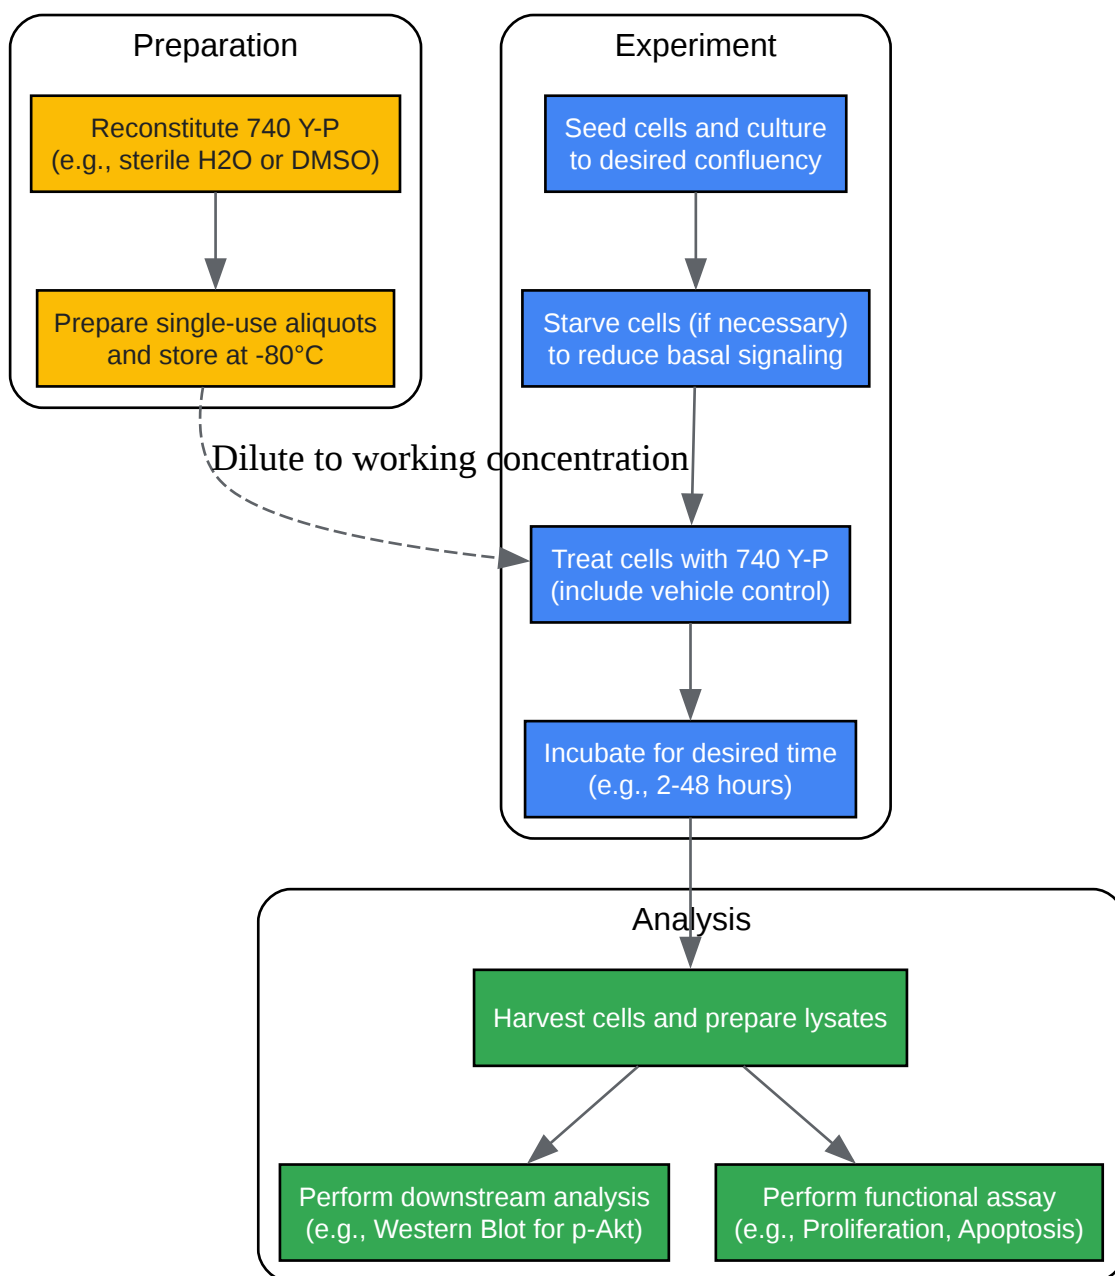 Preparation
Reconstitute 740 Y-P
(e.g., sterile H2O or DMSO)
Prepare single-use aliquots
and store at -80°C
Dilute to working concentration
Experiment
Seed cells and culture
to desired confluency
Starve cells (if necessary)
to reduce basal signaling
Treat cells with 740 Y-P
(include vehicle control)
Incubate for desired time
(e.g., 2-48 hours)
Analysis
Harvest cells and prepare lysates
Perform downstream analysis
(e.g., Western Blot for p-Akt)
Perform functional assay
(e.g., Proliferation, Apoptosis)